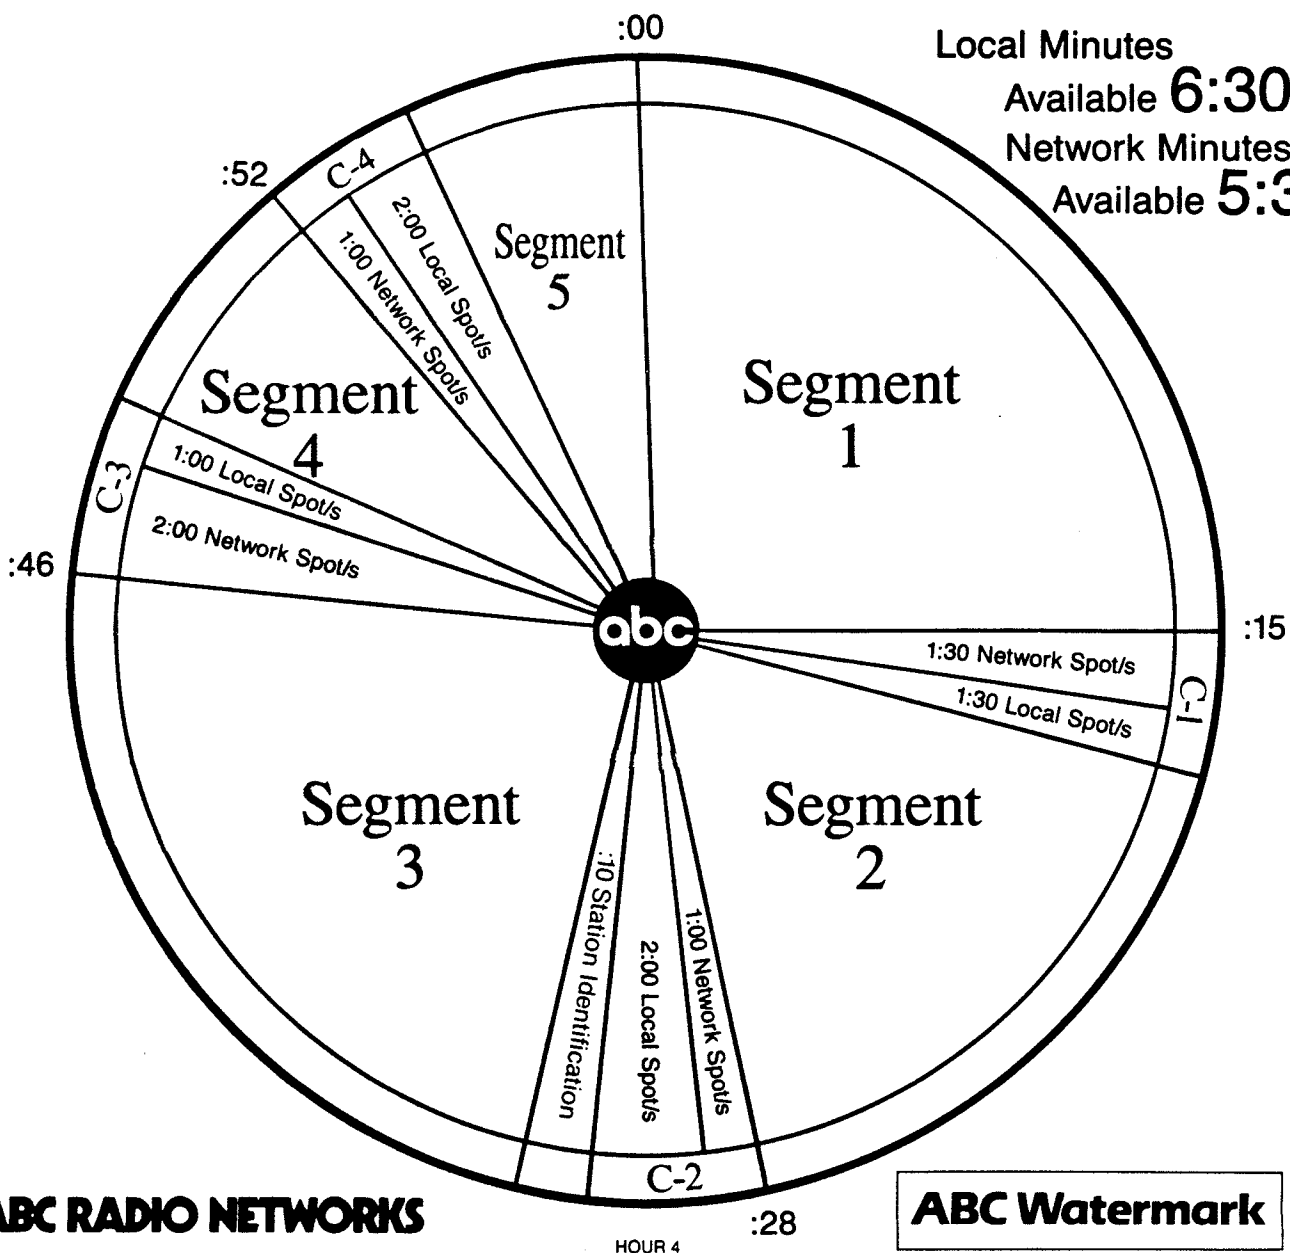 :00
Local Minutes
Available 6:30
Network Minutes
Available 5:3
:52
C-4
2:00 Local Spot/s
1:00 Network Spot/s
Segment
5
Segment
1
Segment
4
C-3
1:00 Local Spot/s
2:00 Network Spot/s
:46
abc
:15
1:30 Network Spot/s
1:30 Local Spot/s
C-1
Segment
3
Segment
2
:10 Station Identification
2:00 Local Spot/s
1:00 Network Spot/s
C-2
:28
ABC RADIO NETWORKS
HOUR 4
ABC Watermark